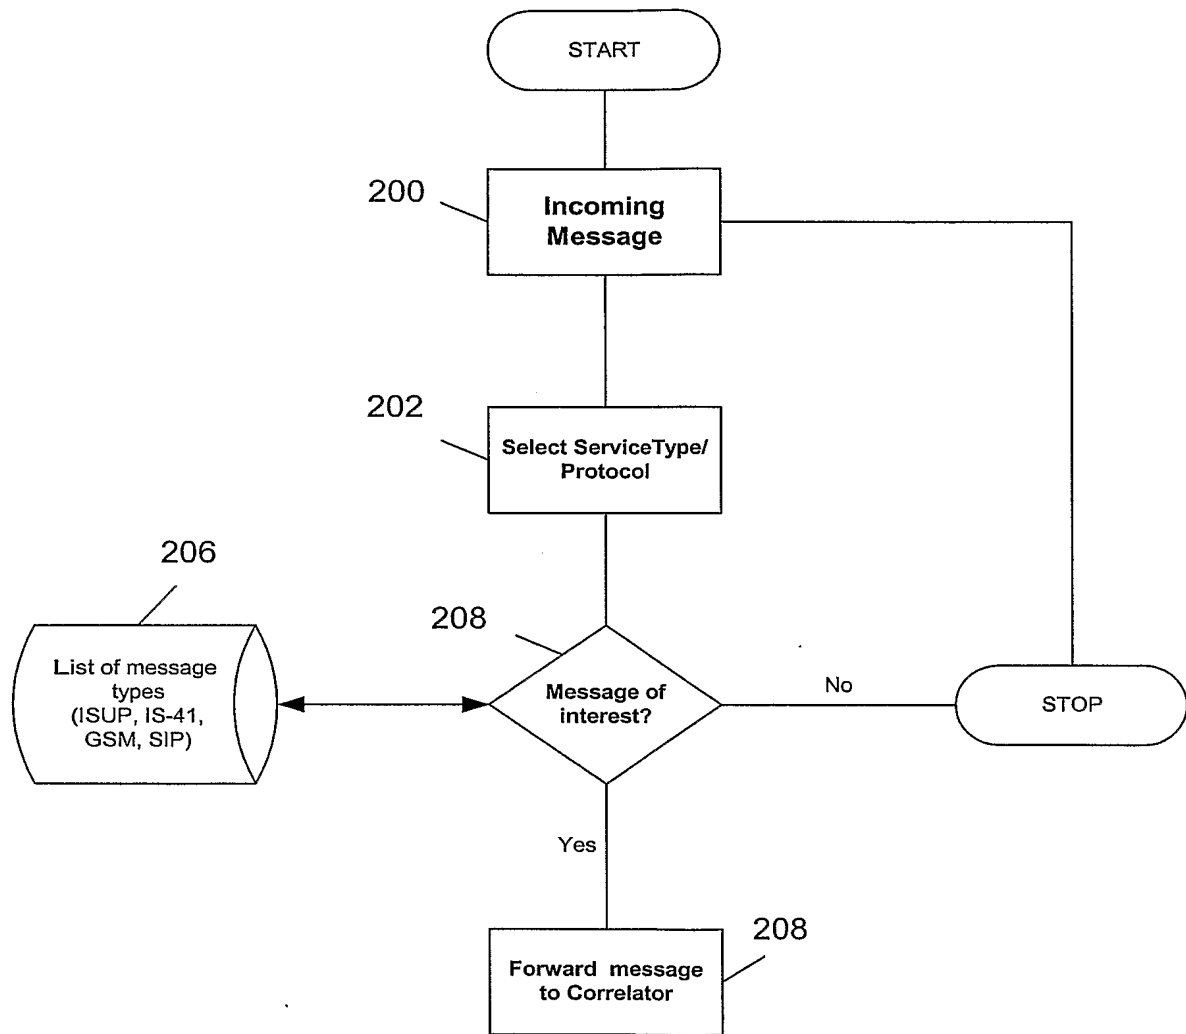 START
200
Incoming
Message
202
Select ServiceType/
Protocol
206
208
List of message
types
(ISUP, IS-41,
GSM, SIP)
Message of
interest?
No
STOP
Yes
208
Forward message
to Correlator